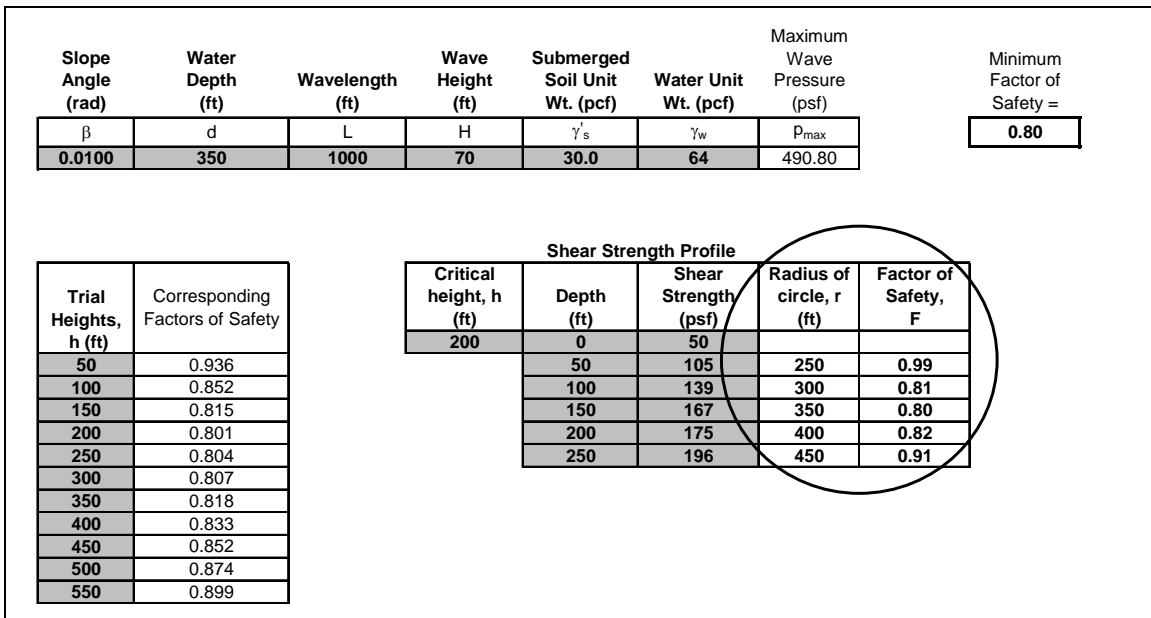 Slope Angle (rad) Water Depth (ft) Wavelength (ft) Wave Height (ft) Submerged Soil Unit Wt. (pcf) Water Unit Wt. (pcf) Maximum Wave Pressure (psf)
β d L H γ's γw pmax
0.0100 350 1000 70 30.0 64 490.80
Minimum Factor of Safety =
0.80
Trial Heights, h (ft) Corresponding Factors of Safety
50 0.936
100 0.852
150 0.815
200 0.801
250 0.804
300 0.807
350 0.818
400 0.833
450 0.852
500 0.874
550 0.899
Shear Strength Profile
Critical height, h (ft) Depth (ft) Shear Strength (psf) Radius of circle, r (ft) Factor of Safety, F
200 0 50
50 105 250 0.99
100 139 300 0.81
150 167 350 0.80
200 175 400 0.82
250 196 450 0.91